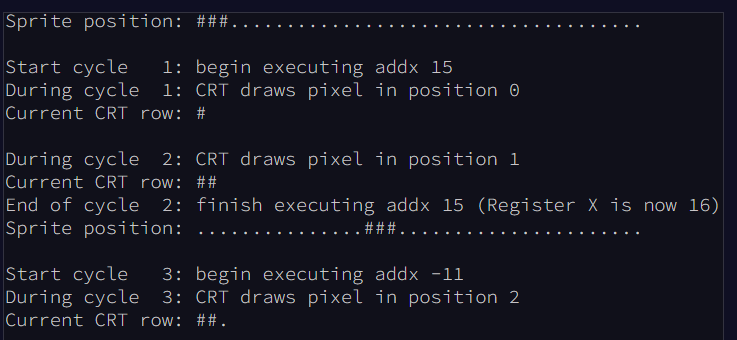 Sprite position: ###.....................................

Start cycle   1: begin executing addx 15
During cycle  1: CRT draws pixel in position 0
Current CRT row: #

During cycle  2: CRT draws pixel in position 1
Current CRT row: ##
End of cycle  2: finish executing addx 15 (Register X is now 16)
Sprite position: ...............###......................

Start cycle   3: begin executing addx -11
During cycle  3: CRT draws pixel in position 2
Current CRT row: ##.